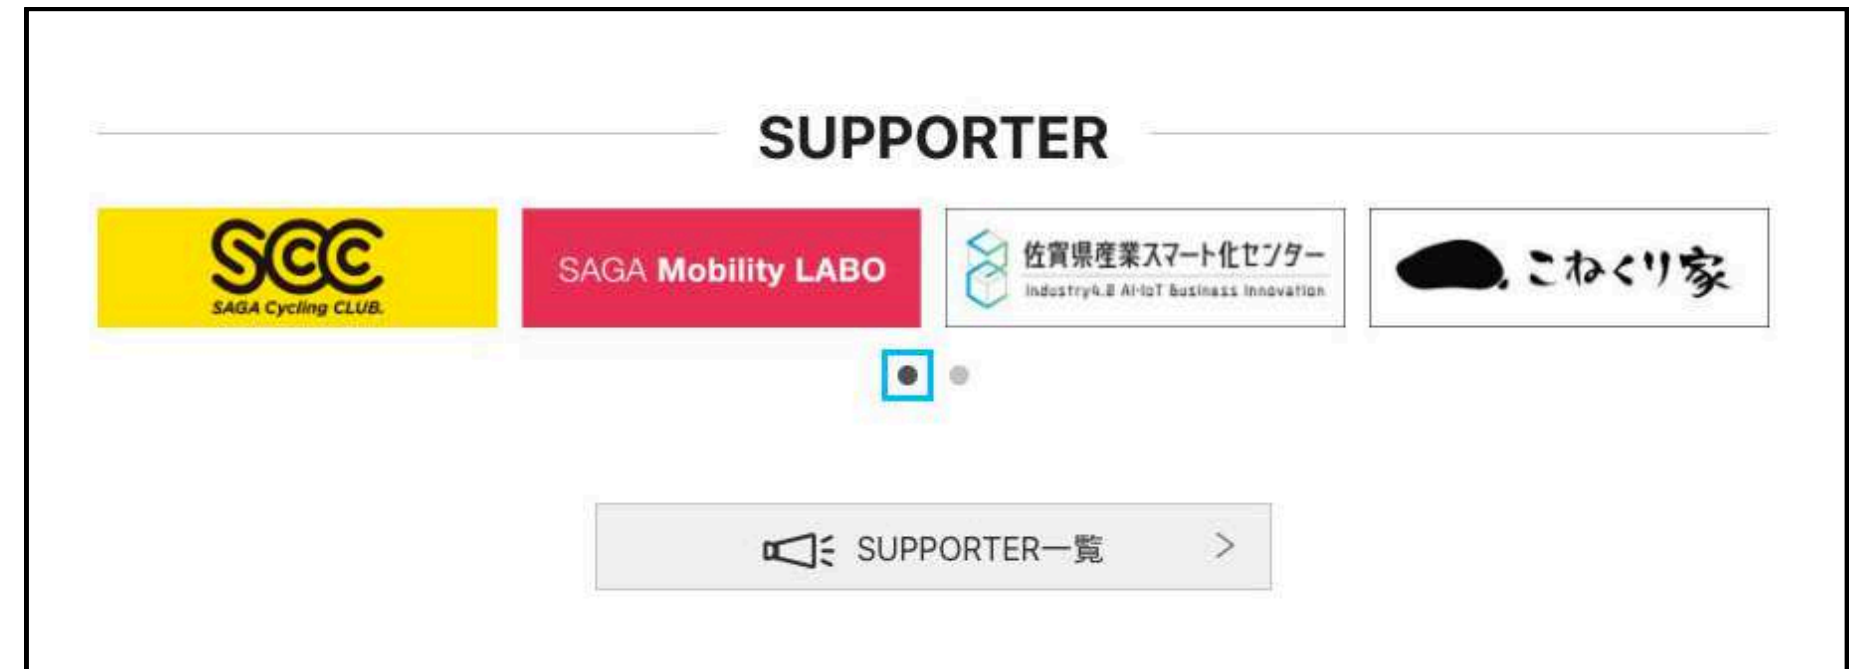 SUPPORTER
SCC
SAGA Cycling CLUB.
SAGA Mobility LABO
佐賀県産業スマート化センター
Industry4.0 AI・IoT Business Innovation
こねくり家
SUPPORTER一覧